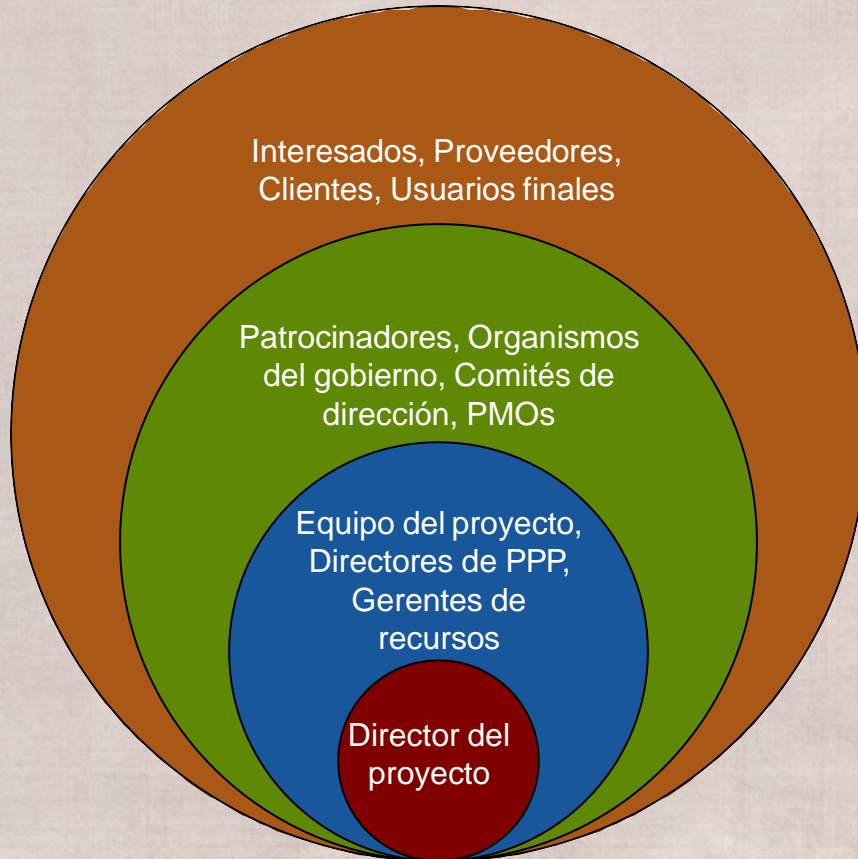 Interesados, Proveedores,
Clientes, Usuarios finales
Patrocinadores, Organismos
del gobierno, Comités de
dirección, PMOs
Equipo del proyecto,
Directores de PPP,
Gerentes de
recursos
Director del
proyecto